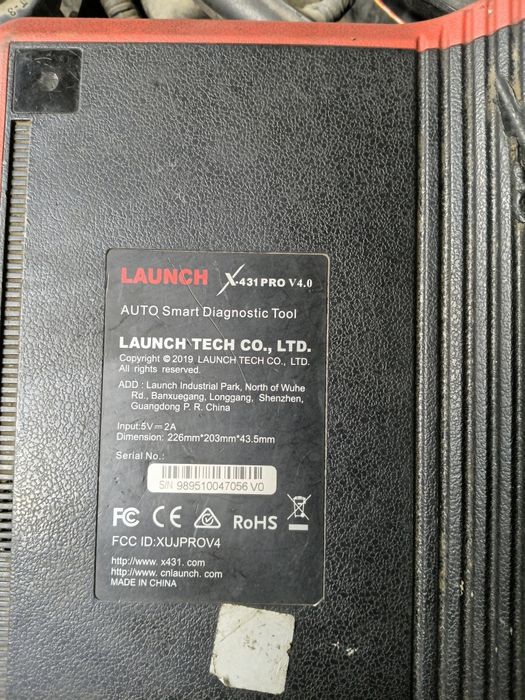 LAUNCH X-431 PRO V4.0
AUTO Smart Diagnostic Tool
LAUNCH TECH CO., LTD.
Copyright © 2019 LAUNCH TECH CO., LTD.
All rights reserved.
ADD : Launch Industrial Park, North of Wuhe
Rd., Banxuegang, Longgang, Shenzhen,
Guangdong P. R. China
Input:5V⎓2A
Dimension: 226mm*203mm*43.5mm
Serial No.:
S/N 989510047056 V0
FC CE RoHS
FCC ID:XUJPROV4
http://www. x431. com
http://www. cnlaunch. com
MADE IN CHINA